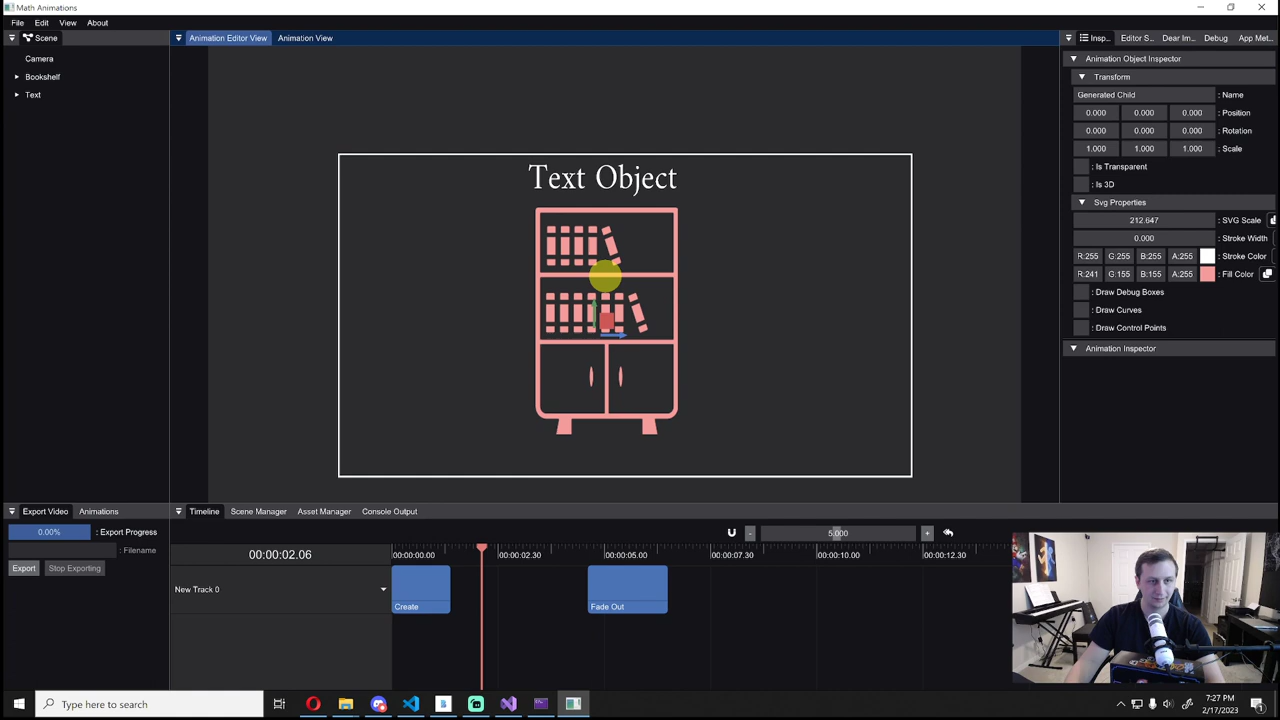 Math Animations
File Edit View About
Scene
Camera
Bookshelf
Text
Animation Editor View Animation View
Text Object
Insp... Editor S... Dear Im... Debug App Met...
Animation Object Inspector
Transform
Generated Child : Name
0.000 0.000 0.000 : Position
0.000 0.000 0.000 : Rotation
1.000 1.000 1.000 : Scale
: Is Transparent
: Is 3D
Svg Properties
212.647 : SVG Scale
0.000 : Stroke Width
R:255 G:255 B:255 A:255 : Stroke Color
R:241 G:155 B:155 A:255 : Fill Color
: Draw Debug Boxes
: Draw Curves
: Draw Control Points
Animation Inspector
Export Video Animations
0.00% : Export Progress
: Filename
Export Stop Exporting
Timeline Scene Manager Asset Manager Console Output
- 5.000 +
00:00:02.06
00:00:00.00 00:00:02.30 00:00:05.00 00:00:07.30 00:00:10.00 00:00:12.30
New Track 0
Create Fade Out
Type here to search
7:27 PM
2/17/2023